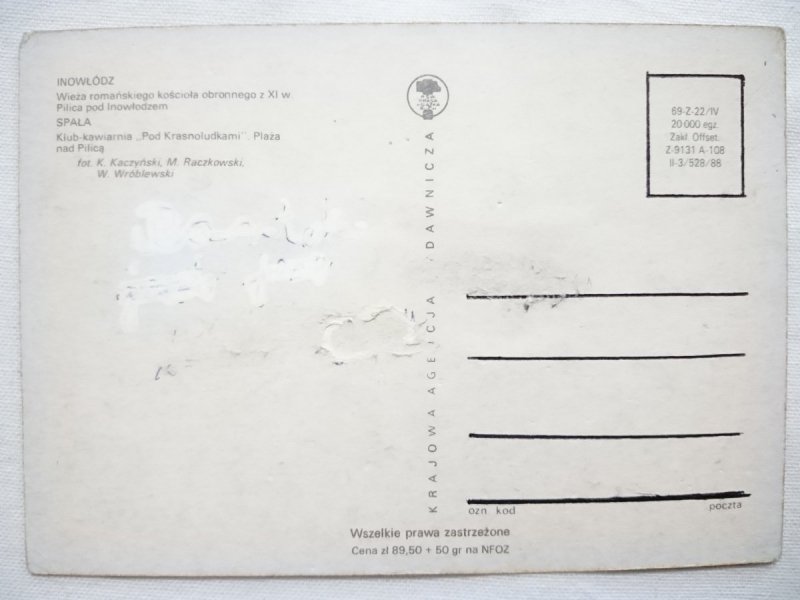 INOWŁÓDZ
Wieża romańskiego kościoła obronnego z XI w.
Pilica pod Inowłodzem
SPAŁA
Klub-kawiarnia „Pod Krasnoludkami". Plaża
nad Pilicą
fot. K. Kaczyński, M. Raczkowski,
W. Wróblewski
KRAJOWA AGENCJA DAWNICZA
69-Z-22/IV
20 000 egz.
Zakł. Offset.
Z-9131 A-108
II-3/528/88
ozn. kod poczta
Wszelkie prawa zastrzeżone
Cena zł 89,50 + 50 gr na NFOZ